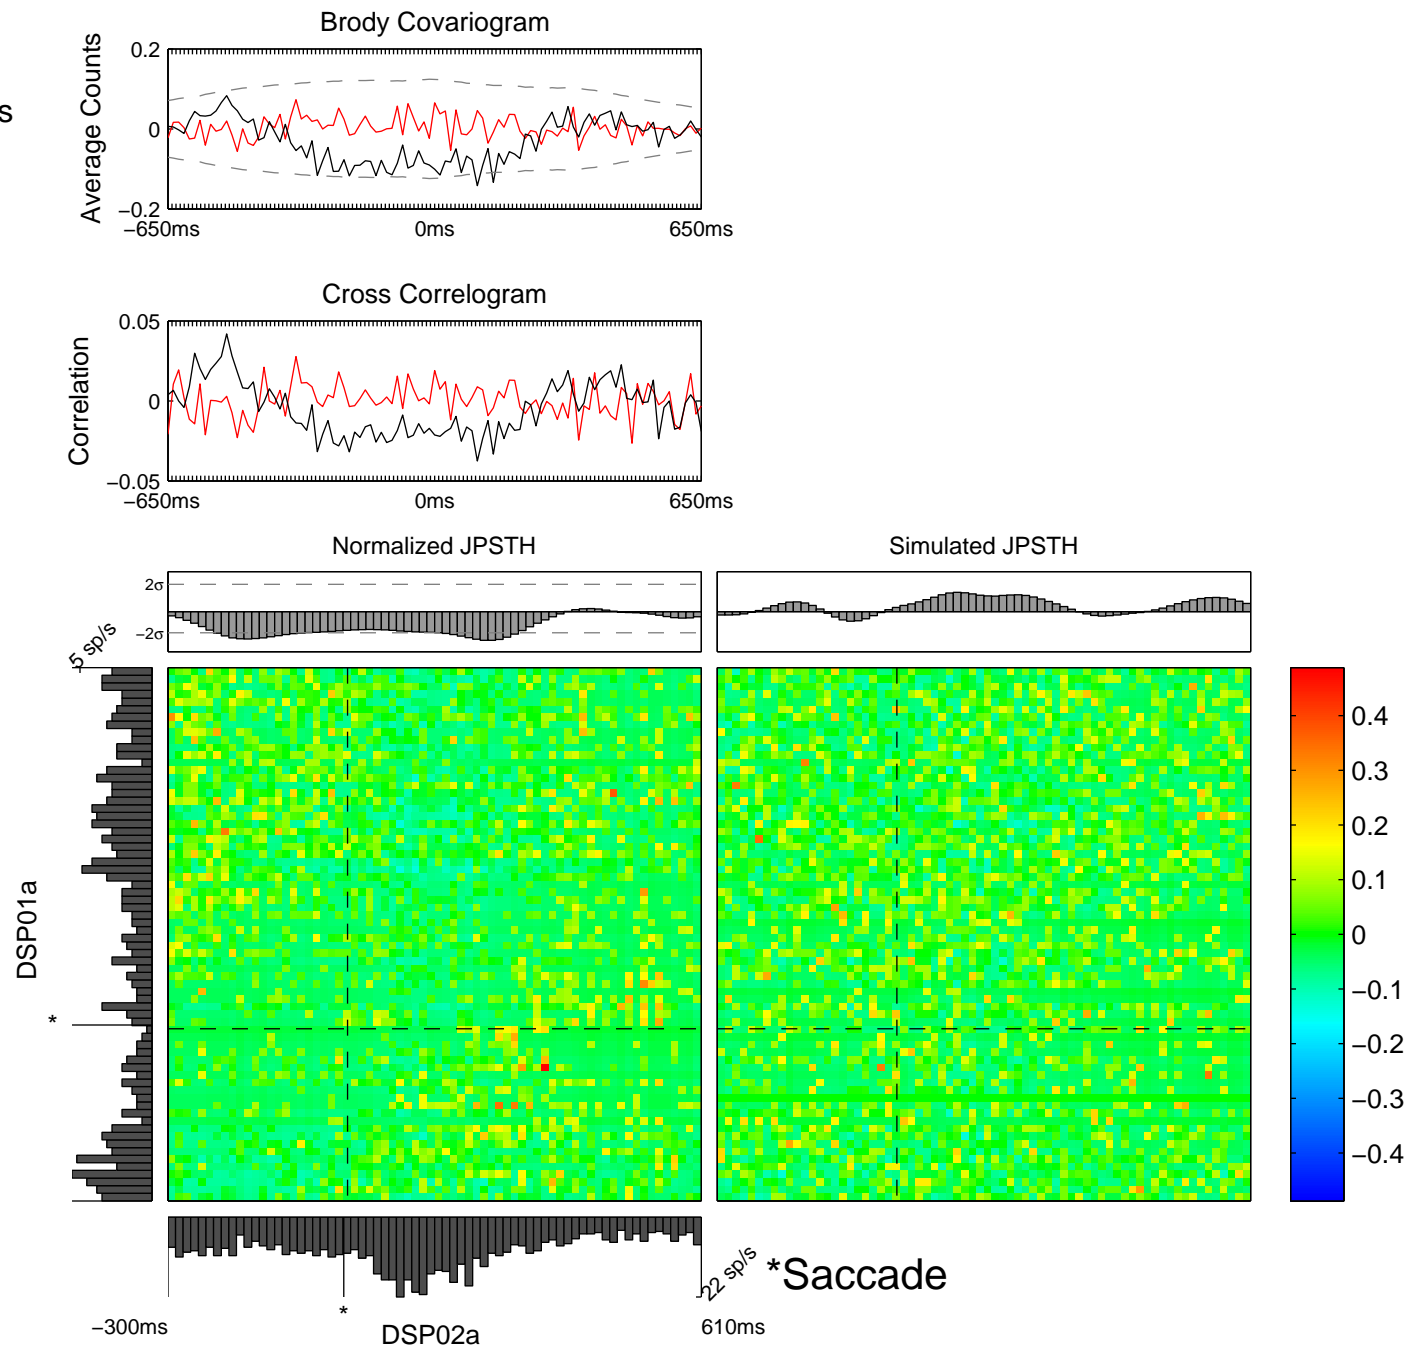 Brody Covariogram
s
Average Counts
0.2
0
−0.2
−650ms
0ms
650ms
Cross Correlogram
Correlation
0.05
0
−0.05
−650ms
0ms
650ms
Normalized JPSTH
Simulated JPSTH
2σ
−2σ
5 sp/s
DSP01a
*
0.4
0.3
0.2
0.1
0
−0.1
−0.2
−0.3
−0.4
22 sp/s
*Saccade
*
−300ms
DSP02a
610ms